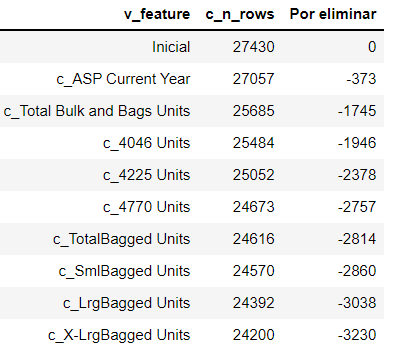 v_feature c_n_rows Por eliminar
Inicial 27430 0
c_ASP Current Year 27057 -373
c_Total Bulk and Bags Units 25685 -1745
c_4046 Units 25484 -1946
c_4225 Units 25052 -2378
c_4770 Units 24673 -2757
c_TotalBagged Units 24616 -2814
c_SmlBagged Units 24570 -2860
c_LrgBagged Units 24392 -3038
c_X-LrgBagged Units 24200 -3230